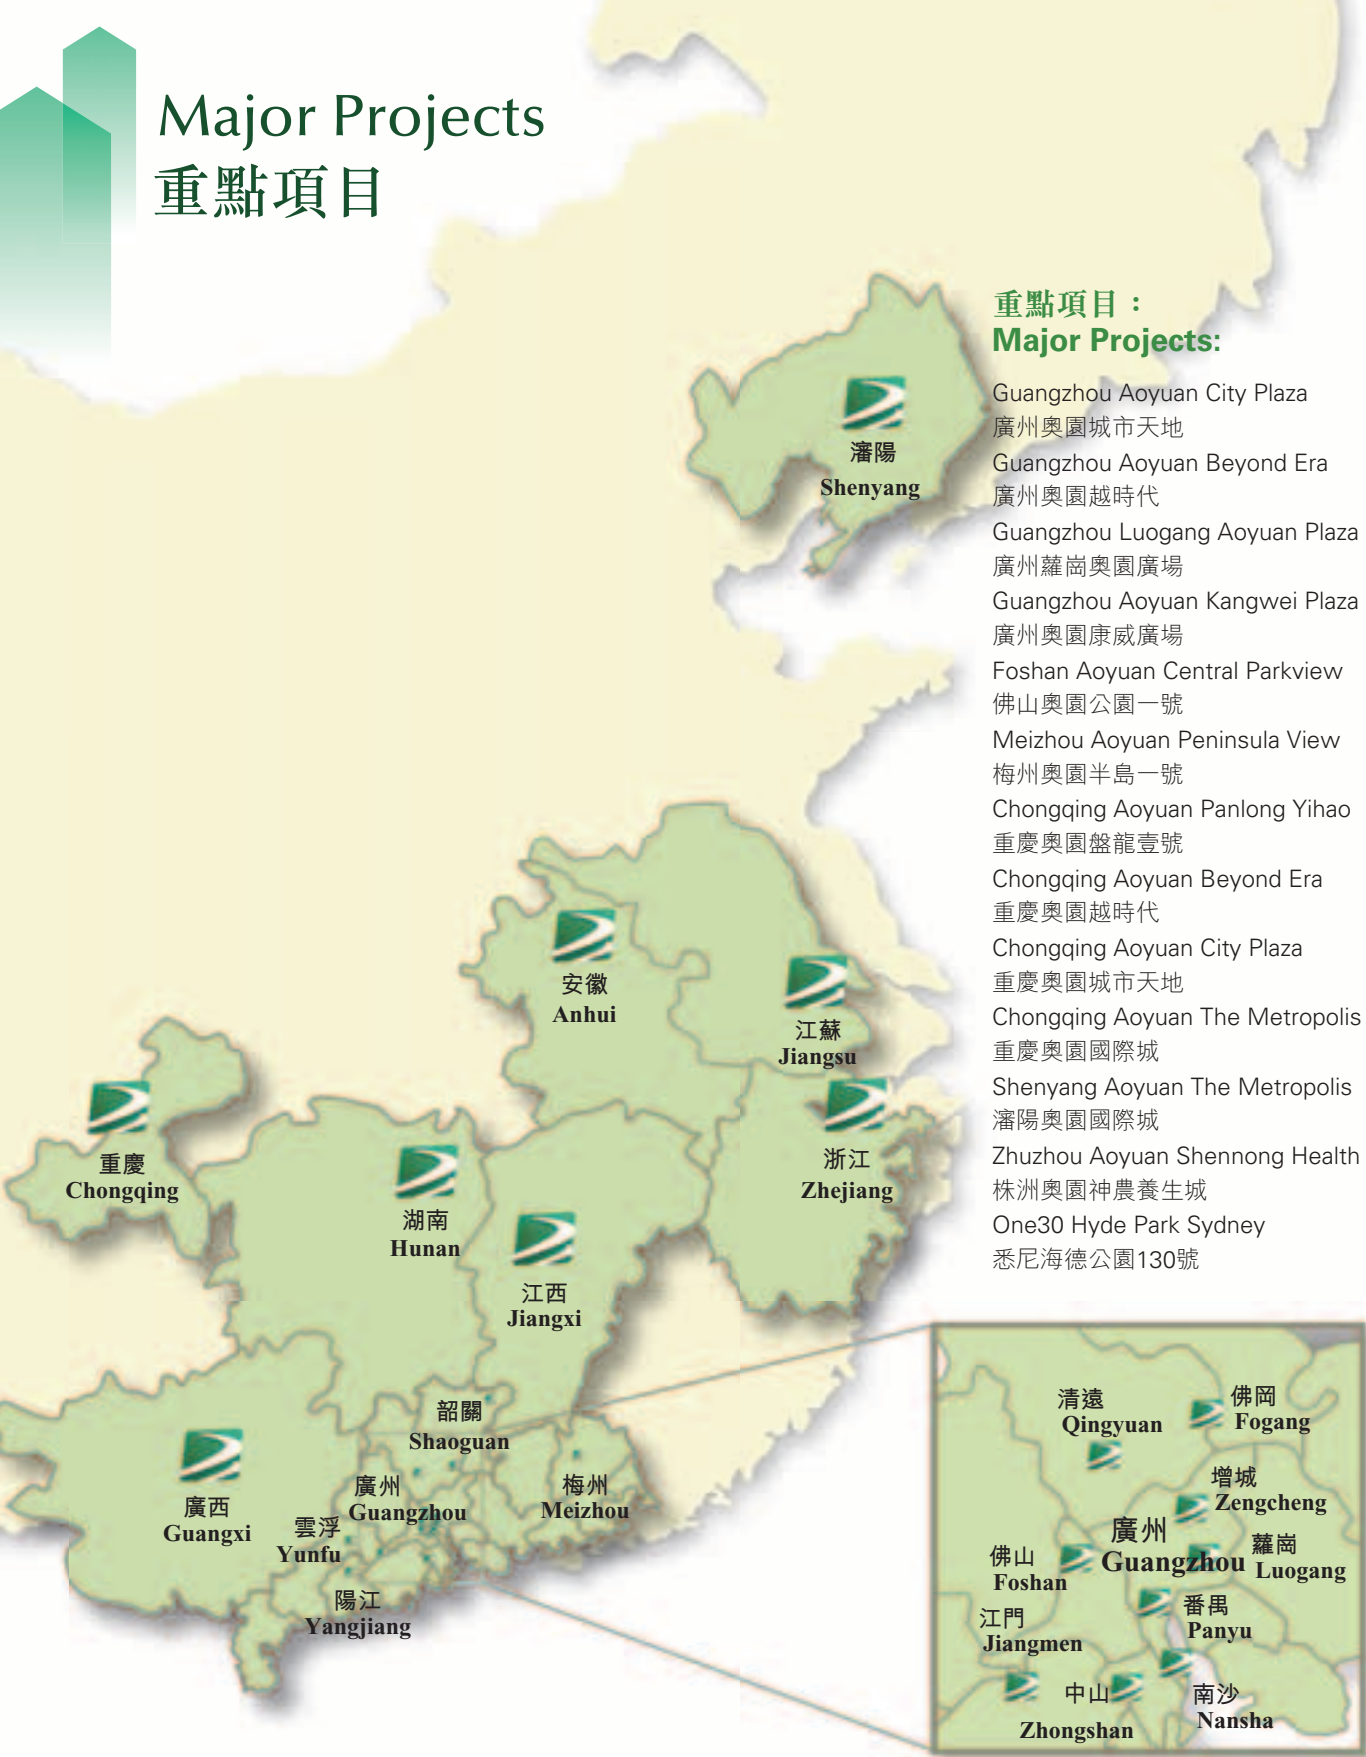 Major Projects
重點項目
重點項目：
Major Projects:
Guangzhou Aoyuan City Plaza
廣州奧園城市天地
Guangzhou Aoyuan Beyond Era
廣州奧園越時代
Guangzhou Luogang Aoyuan Plaza
廣州蘿崗奧園廣場
Guangzhou Aoyuan Kangwei Plaza
廣州奧園康威廣場
Foshan Aoyuan Central Parkview
佛山奧園公園一號
Meizhou Aoyuan Peninsula View
梅州奧園半島一號
Chongqing Aoyuan Panlong Yihao
重慶奧園盤龍壹號
Chongqing Aoyuan Beyond Era
重慶奧園越時代
Chongqing Aoyuan City Plaza
重慶奧園城市天地
Chongqing Aoyuan The Metropolis
重慶奧園國際城
Shenyang Aoyuan The Metropolis
瀋陽奧園國際城
Zhuzhou Aoyuan Shennong Health
株洲奧園神農養生城
One30 Hyde Park Sydney
悉尼海德公園130號
瀋陽
Shenyang
安徽
Anhui
江蘇
Jiangsu
重慶
Chongqing
浙江
Zhejiang
湖南
Hunan
江西
Jiangxi
韶關
Shaoguan
廣西
Guangxi
廣州
Guangzhou
梅州
Meizhou
雲浮
Yunfu
陽江
Yangjiang
清遠
Qingyuan
佛岡
Fogang
增城
Zengcheng
廣州
Guangzhou
蘿崗
Luogang
佛山
Foshan
番禺
Panyu
江門
Jiangmen
中山
Zhongshan
南沙
Nansha